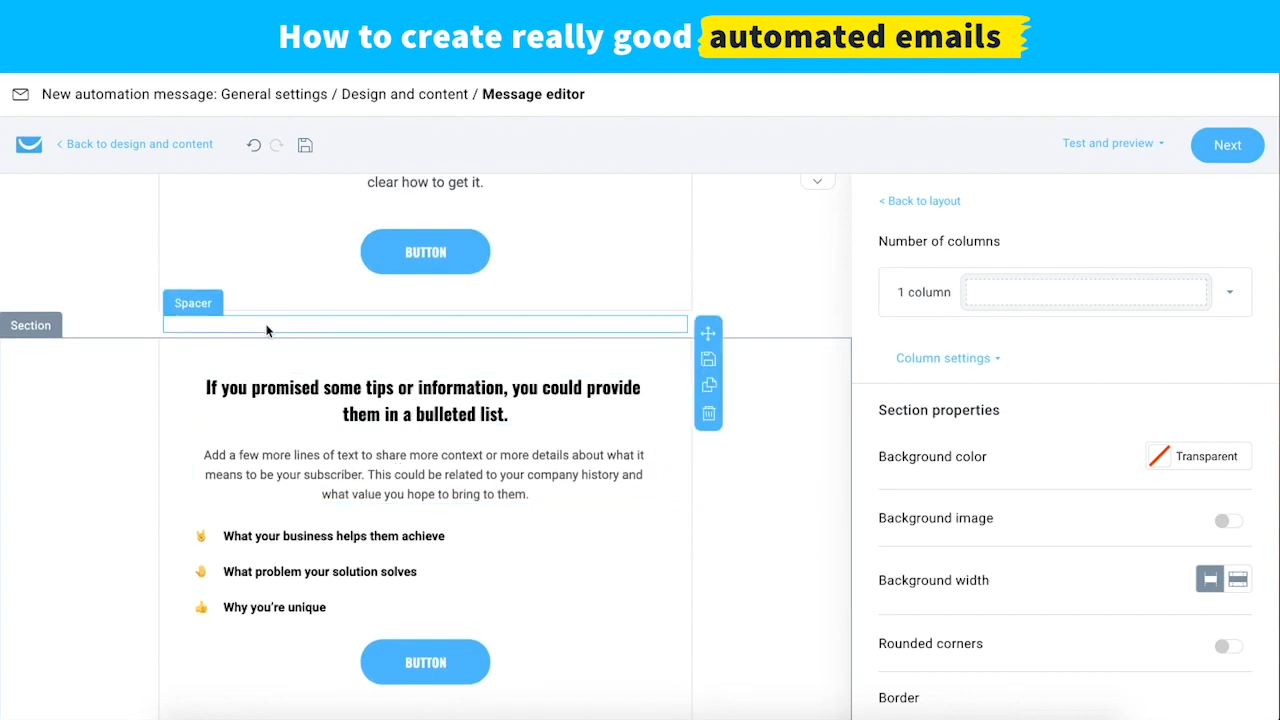 How to create really good automated emails
New automation message: General settings / Design and content / Message editor
< Back to design and content
Test and preview
Next
clear how to get it.
BUTTON
Spacer
Section
If you promised some tips or information, you could provide
them in a bulleted list.
Add a few more lines of text to share more context or more details about what it
means to be your subscriber. This could be related to your company history and
what value you hope to bring to them.
What your business helps them achieve
What problem your solution solves
Why you're unique
BUTTON
< Back to layout
Number of columns
1 column
Column settings
Section properties
Background color
Transparent
Background image
Background width
Rounded corners
Border